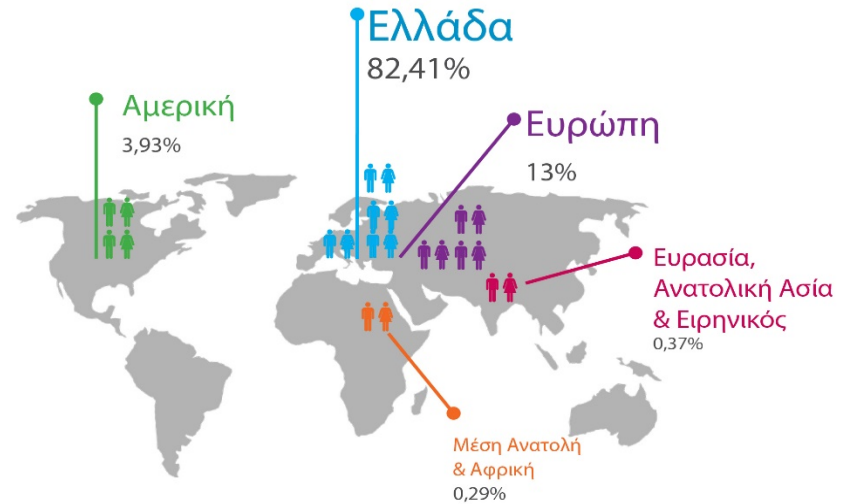 Ελλάδα
82,41%
Αμερική
3,93%
Ευρώπη
13%
Ευρασία,
Ανατολική Ασία
& Ειρηνικός
0,37%
Μέση Ανατολή
& Αφρική
0,29%